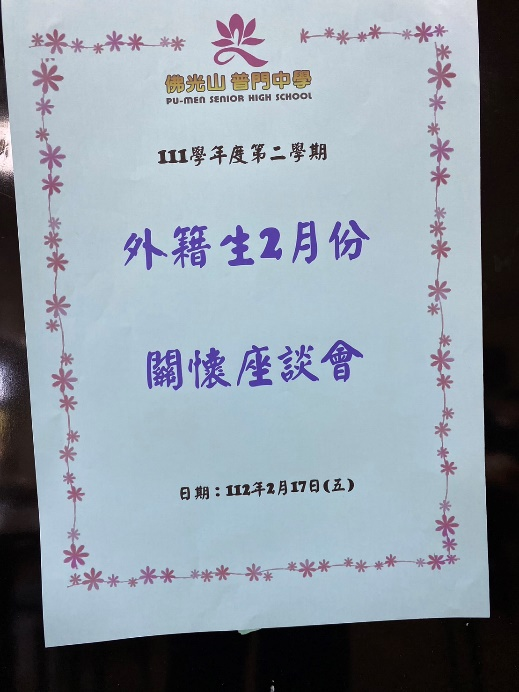 佛光山 普門中學
PU-MEN SENIOR HIGH SCHOOL
111學年度第二學期
外籍生2月份
關懷座談會
日期：112年2月17日(五)